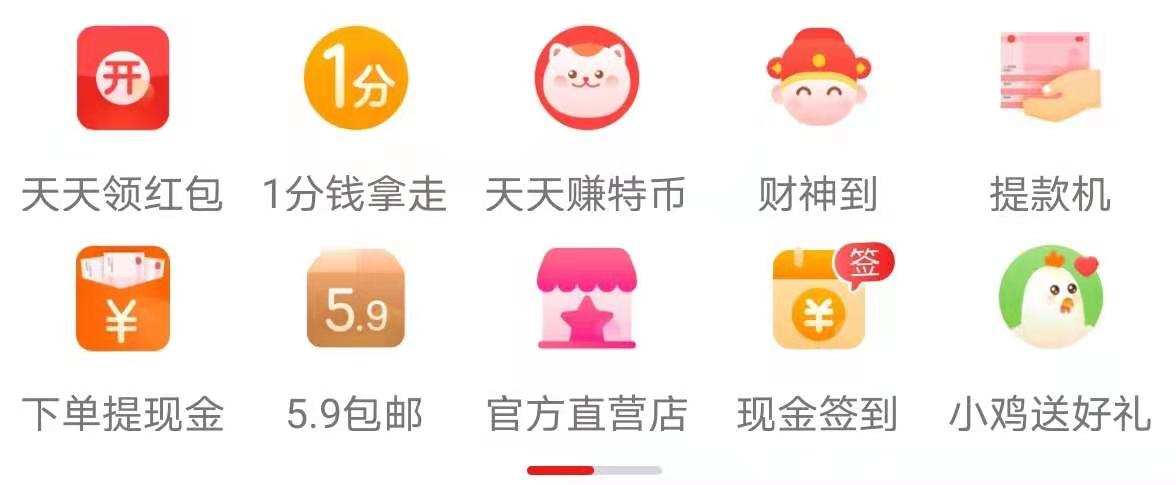 开
1分
天天领红包
1分钱拿走
天天赚特币
财神到
提款机
¥
5.9
¥
签
下单提现金
5.9包邮
官方直营店
现金签到
小鸡送好礼